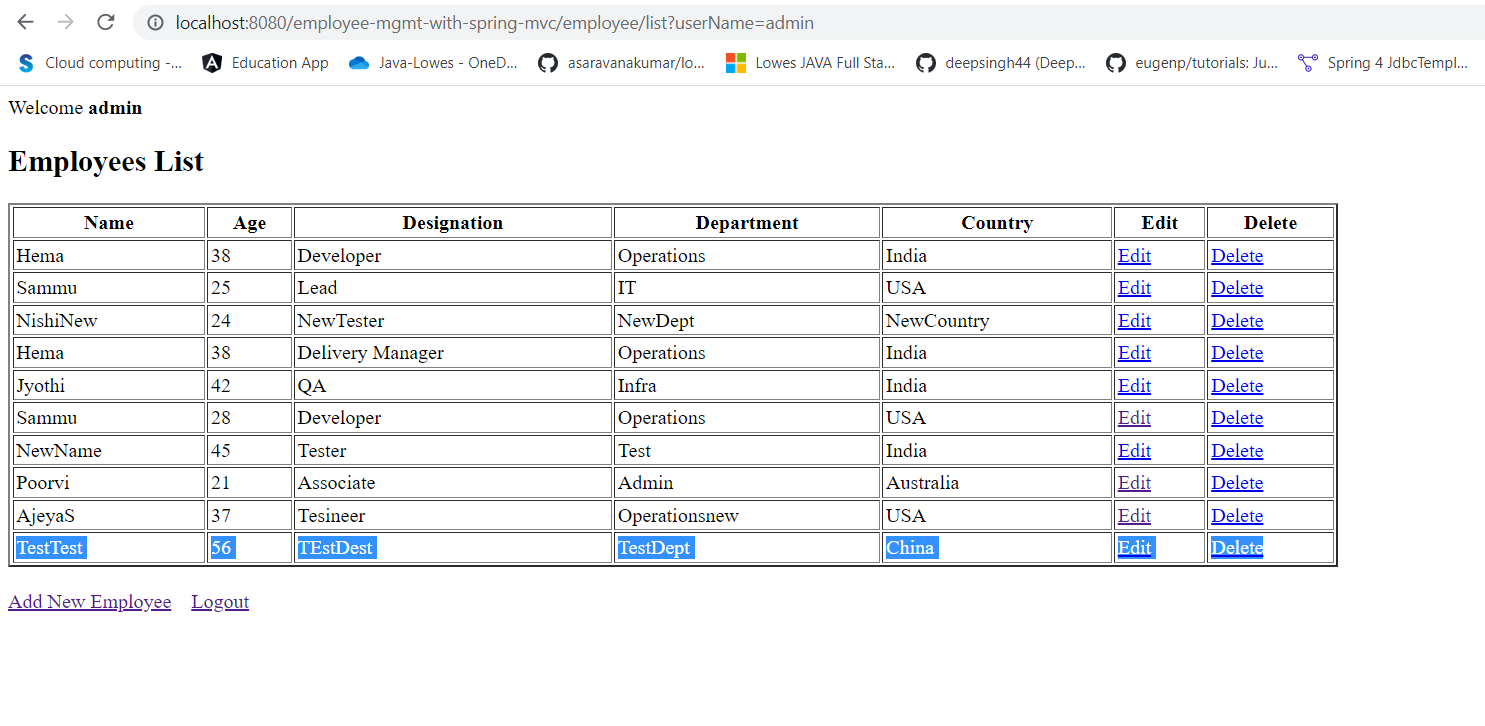 localhost:8080/employee-mgmt-with-spring-mvc/employee/list?userName=admin
Cloud computing -... Education App Java-Lowes - OneD... asaravanakumar/lo... Lowes JAVA Full Sta... deepsingh44 (Deep... eugenp/tutorials: Ju... Spring 4 JdbcTempl...
Welcome admin
Employees List
Name Age Designation Department Country Edit Delete
Hema 38 Developer Operations India Edit Delete
Sammu 25 Lead IT USA Edit Delete
NishiNew 24 NewTester NewDept NewCountry Edit Delete
Hema 38 Delivery Manager Operations India Edit Delete
Jyothi 42 QA Infra India Edit Delete
Sammu 28 Developer Operations USA Edit Delete
NewName 45 Tester Test India Edit Delete
Poorvi 21 Associate Admin Australia Edit Delete
AjeyaS 37 Tesineer Operationsnew USA Edit Delete
TestTest 56 TEstDest TestDept China Edit Delete
Add New Employee Logout